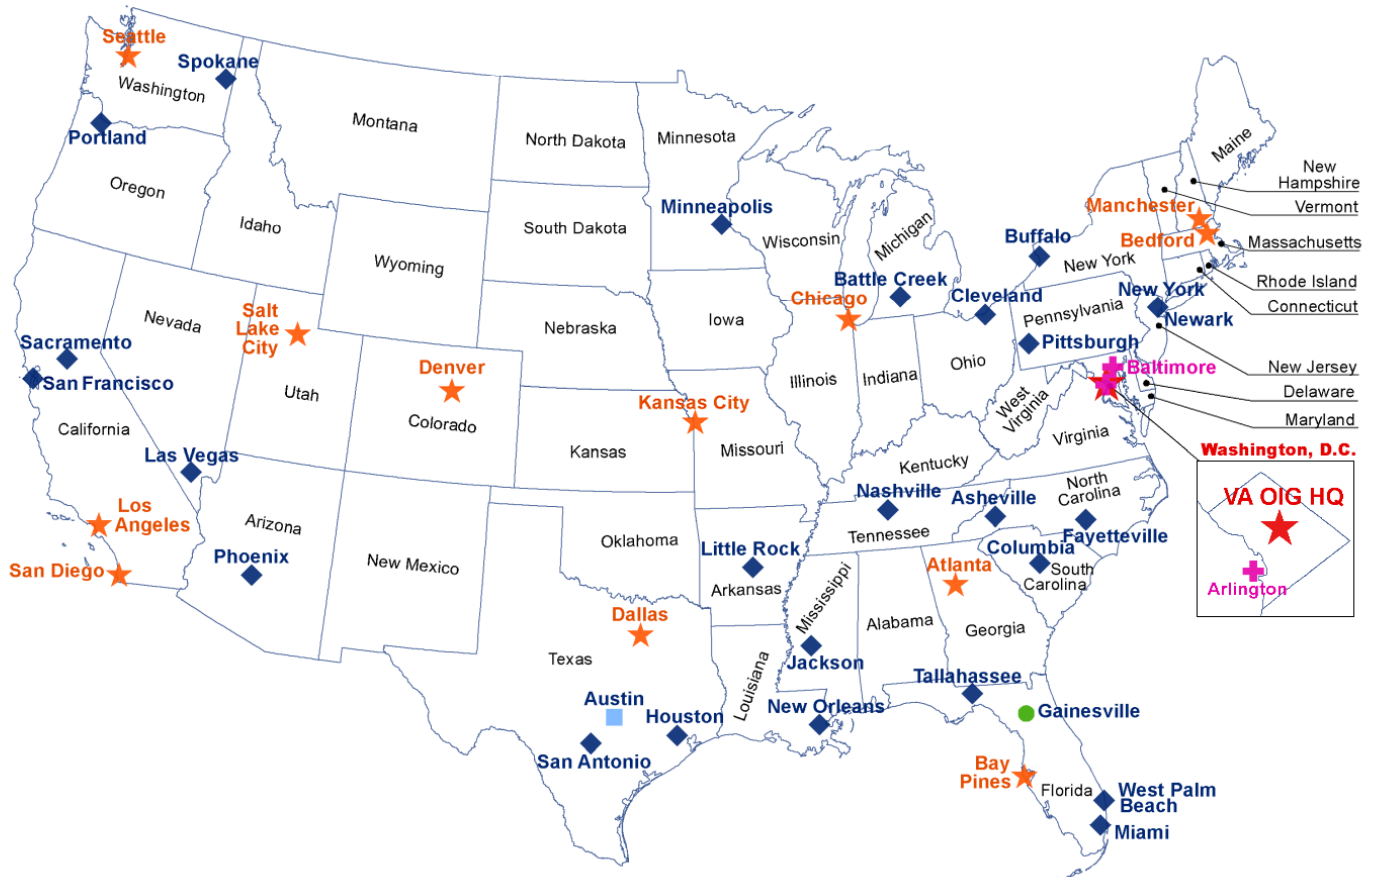 Seattle
Spokane
Washington
Portland
Montana
North Dakota
Minnesota
Maine
New
Hampshire
Vermont
Oregon
Idaho
Minneapolis
Manchester
South Dakota
Wisconsin
Michigan
Buffalo
Bedford
Massachusetts
Wyoming
New York
Battle Creek
Rhode Island
Chicago
Cleveland
New York
Connecticut
Salt
Lake
City
Nevada
Nebraska
Iowa
Pennsylvania
Newark
Sacramento
Pittsburgh
San Francisco
Denver
Ohio
Baltimore
New Jersey
Utah
Illinois
Indiana
Delaware
Kansas City
West
Virginia
Maryland
California
Colorado
Kansas
Missouri
Virginia
Washington, D.C.
Las Vegas
Kentucky
Nashville
Asheville
North
Carolina
VA OIG HQ
Los
Angeles
Arizona
Oklahoma
Tennessee
Fayetteville
Phoenix
New Mexico
Little Rock
Columbia
San Diego
Atlanta
South
Carolina
Arkansas
Mississippi
Arlington
Dallas
Alabama
Georgia
Texas
Jackson
Louisiana
Tallahassee
Austin
New Orleans
Gainesville
Houston
San Antonio
Bay
Pines
Florida
West Palm
Beach
Miami